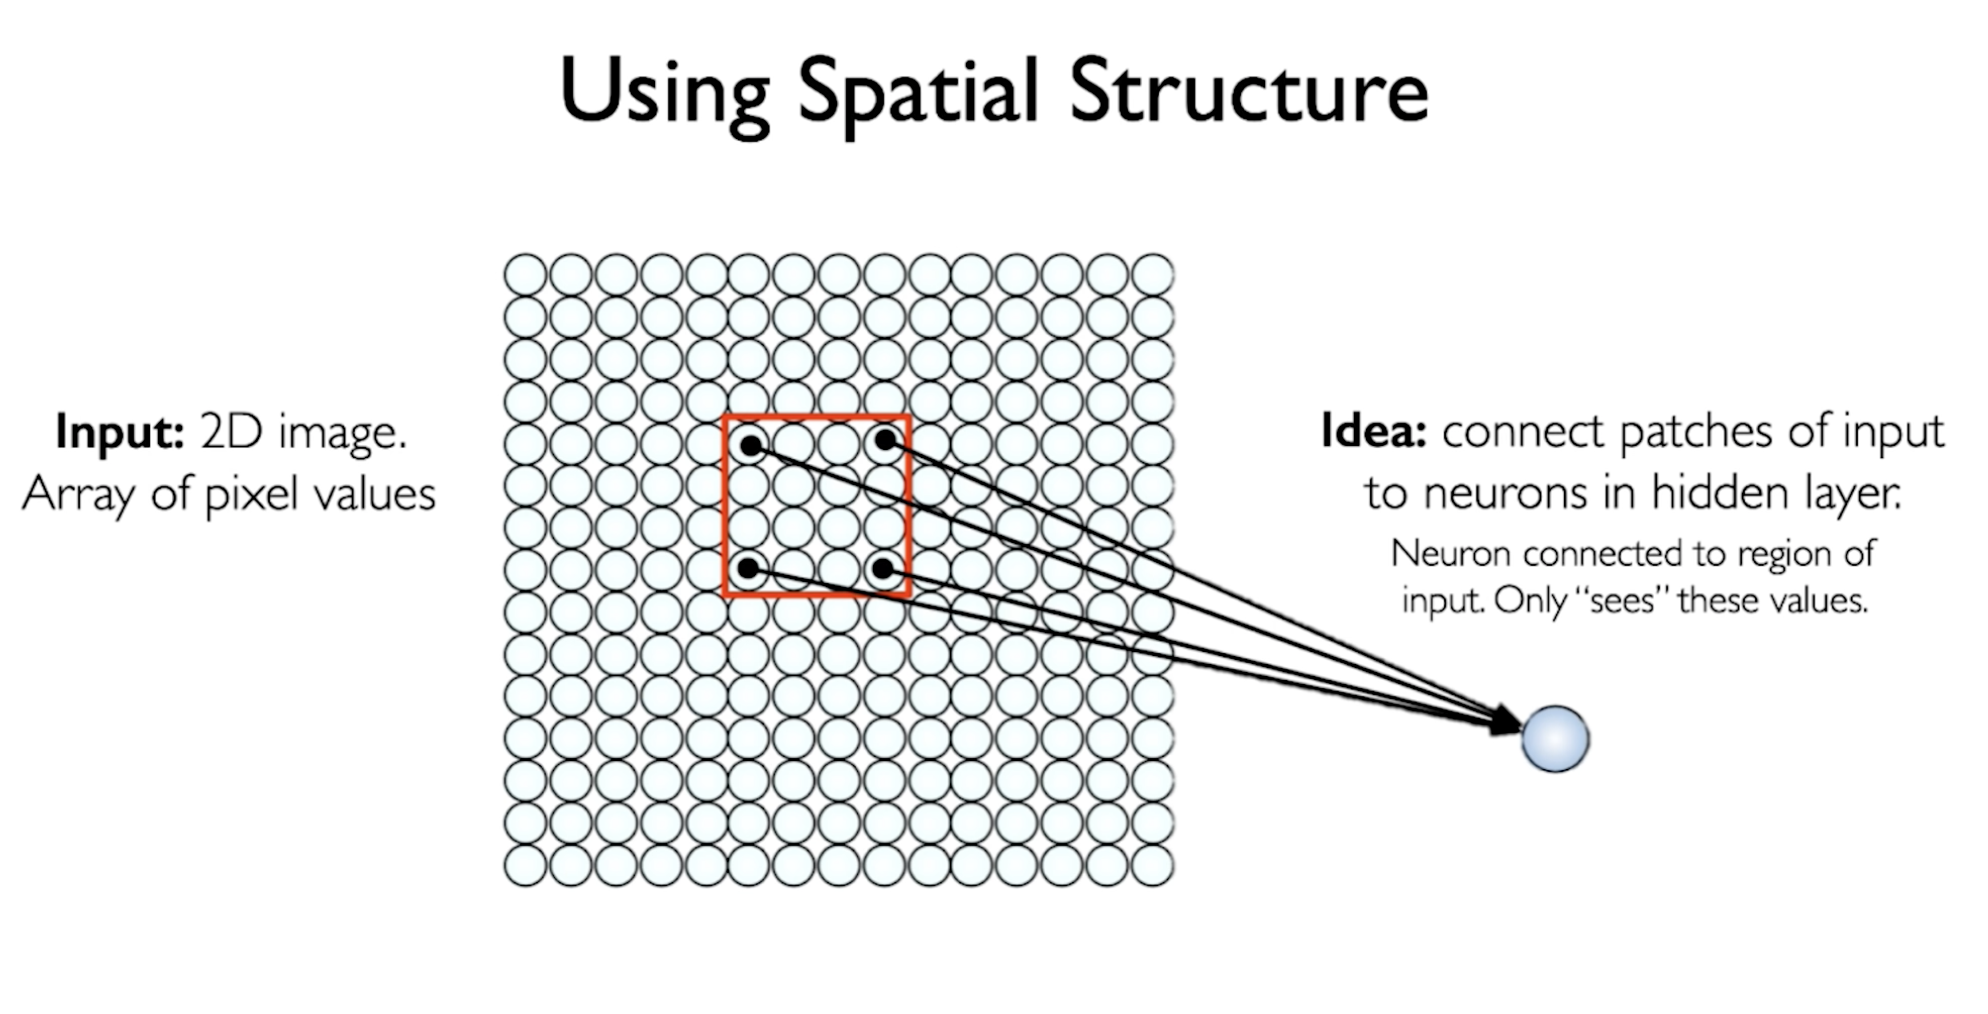 Using Spatial Structure
Input: 2D image.
Array of pixel values
Idea: connect patches of input
to neurons in hidden layer.
Neuron connected to region of
input. Only “sees” these values.